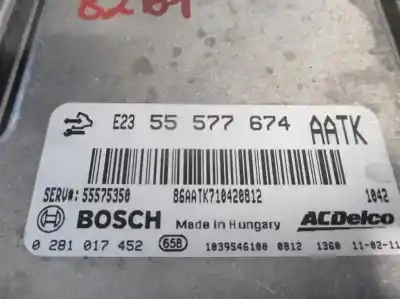 E23 55 577 674 AATK
SERV#: 55575350 86AATK710420812 1042
BOSCH Made in Hungary ACDelco
0 281 017 452 658 1039S46100 0812 1360 11-02-11